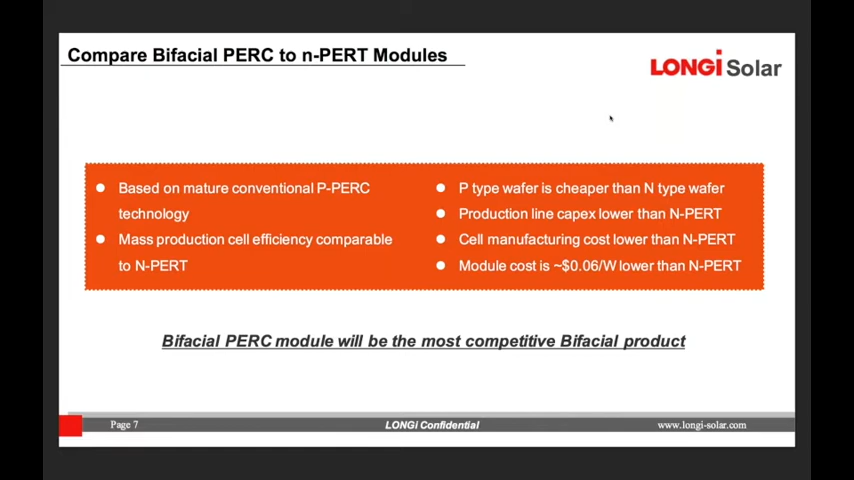 Compare Bifacial PERC to n-PERT Modules
LONGi Solar
Based on mature conventional P-PERC
technology
Mass production cell efficiency comparable
to N-PERT
P type wafer is cheaper than N type wafer
Production line capex lower than N-PERT
Cell manufacturing cost lower than N-PERT
Module cost is ~$0.06/W lower than N-PERT
Bifacial PERC module will be the most competitive Bifacial product
Page 7
LONGi Confidential
www.longi-solar.com